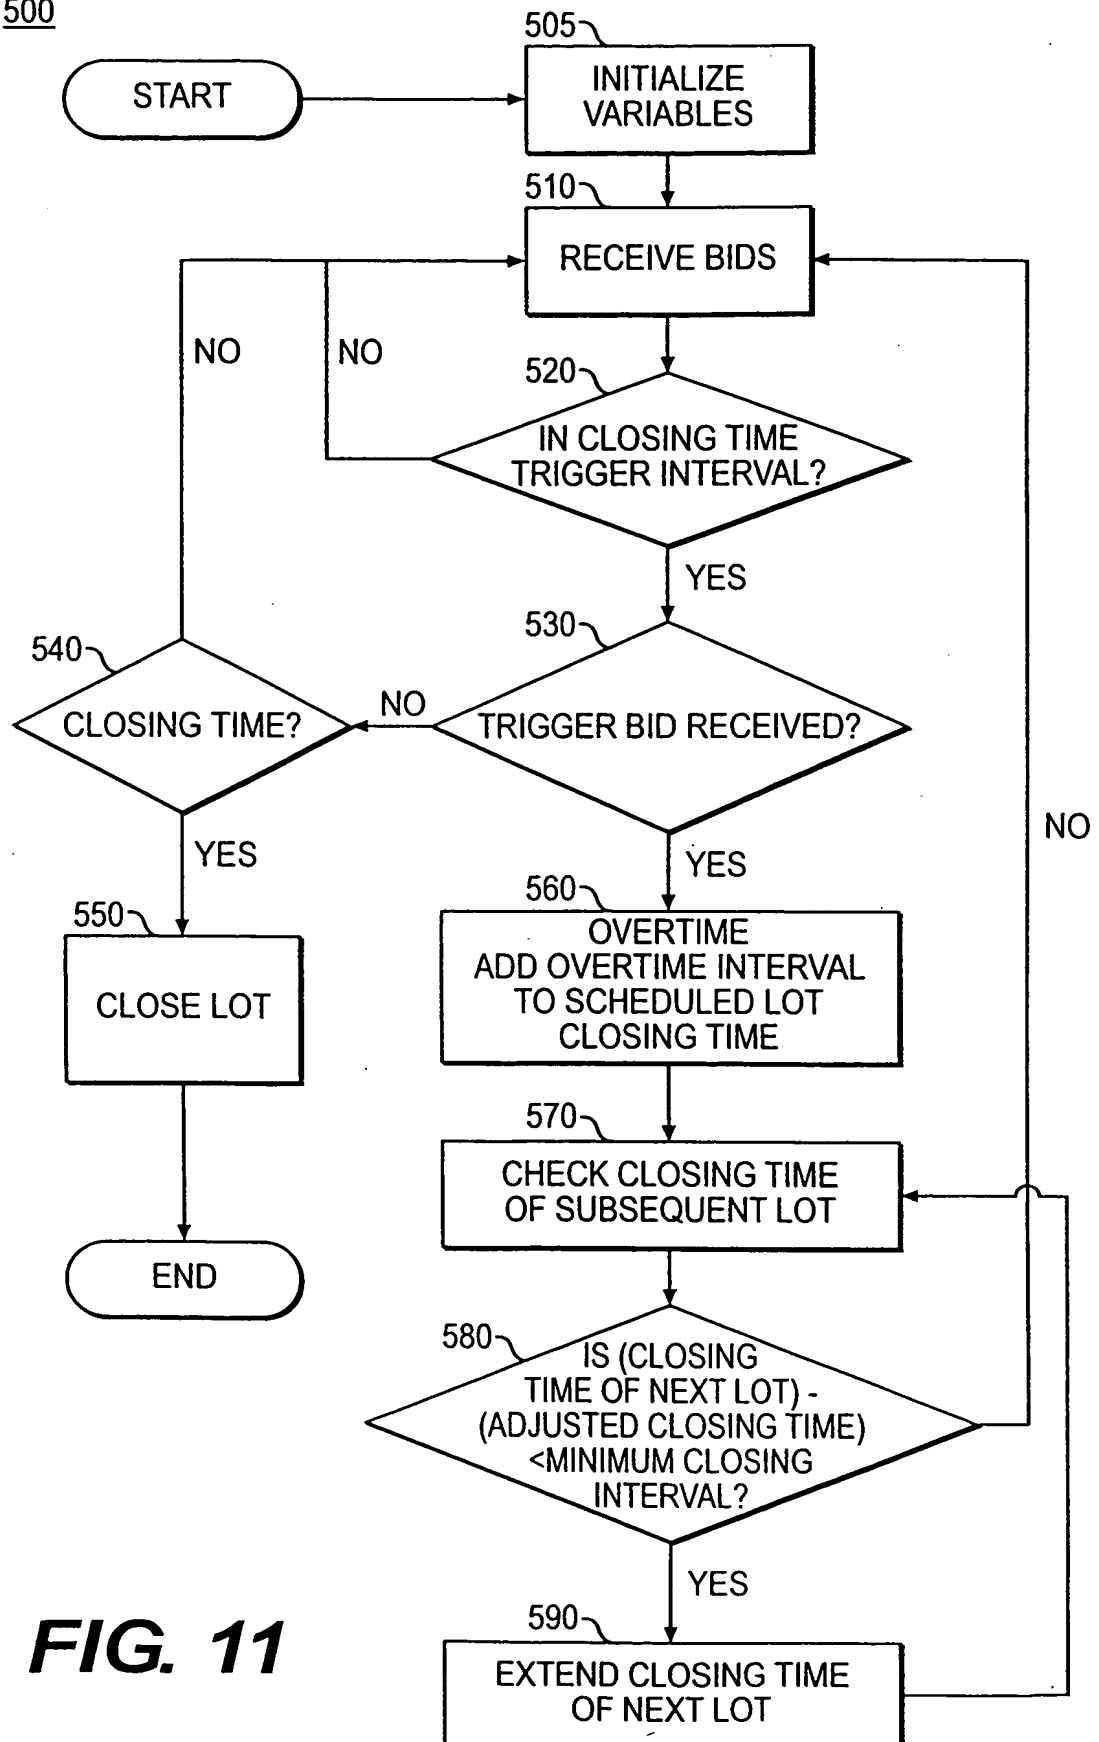 500
505
START
INITIALIZE
VARIABLES
510
RECEIVE BIDS
NO
NO
520
IN CLOSING TIME
TRIGGER INTERVAL?
YES
530
540
NO
CLOSING TIME?
TRIGGER BID RECEIVED?
NO
YES
YES
550
560
CLOSE LOT
OVERTIME
ADD OVERTIME INTERVAL
TO SCHEDULED LOT
CLOSING TIME
570
CHECK CLOSING TIME
OF SUBSEQUENT LOT
END
580
IS (CLOSING
TIME OF NEXT LOT) -
(ADJUSTED CLOSING TIME)
<MINIMUM CLOSING
INTERVAL?
YES
590
EXTEND CLOSING TIME
OF NEXT LOT
FIG. 11